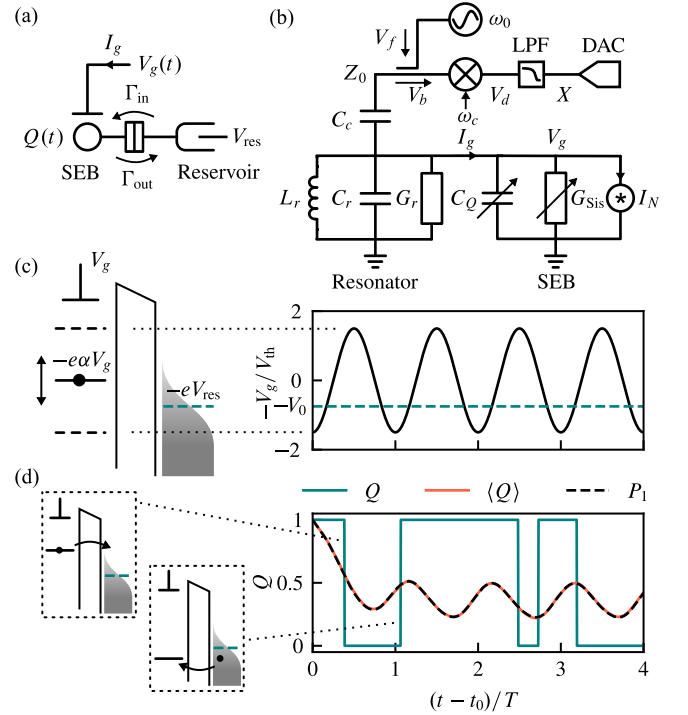 (a)
I_g
V_g(t)
Γ_in
Q(t)
V_res
SEB
Γ_out
Reservoir
(b)
V_f
ω_0
LPF
DAC
Z_0
V_b
V_d
X
ω_c
C_c
I_g
V_g
L_r
C_r
G_r
C_Q
G_Sis
*
I_N
Resonator
SEB
(c)
V_g
−eαV_g
−eV_res
−V_g/V_th
2
0
−V_0
−2
(d)
Q
⟨Q⟩
P_1
Q
1
0.5
0
0
1
2
3
4
(t − t_0)/T